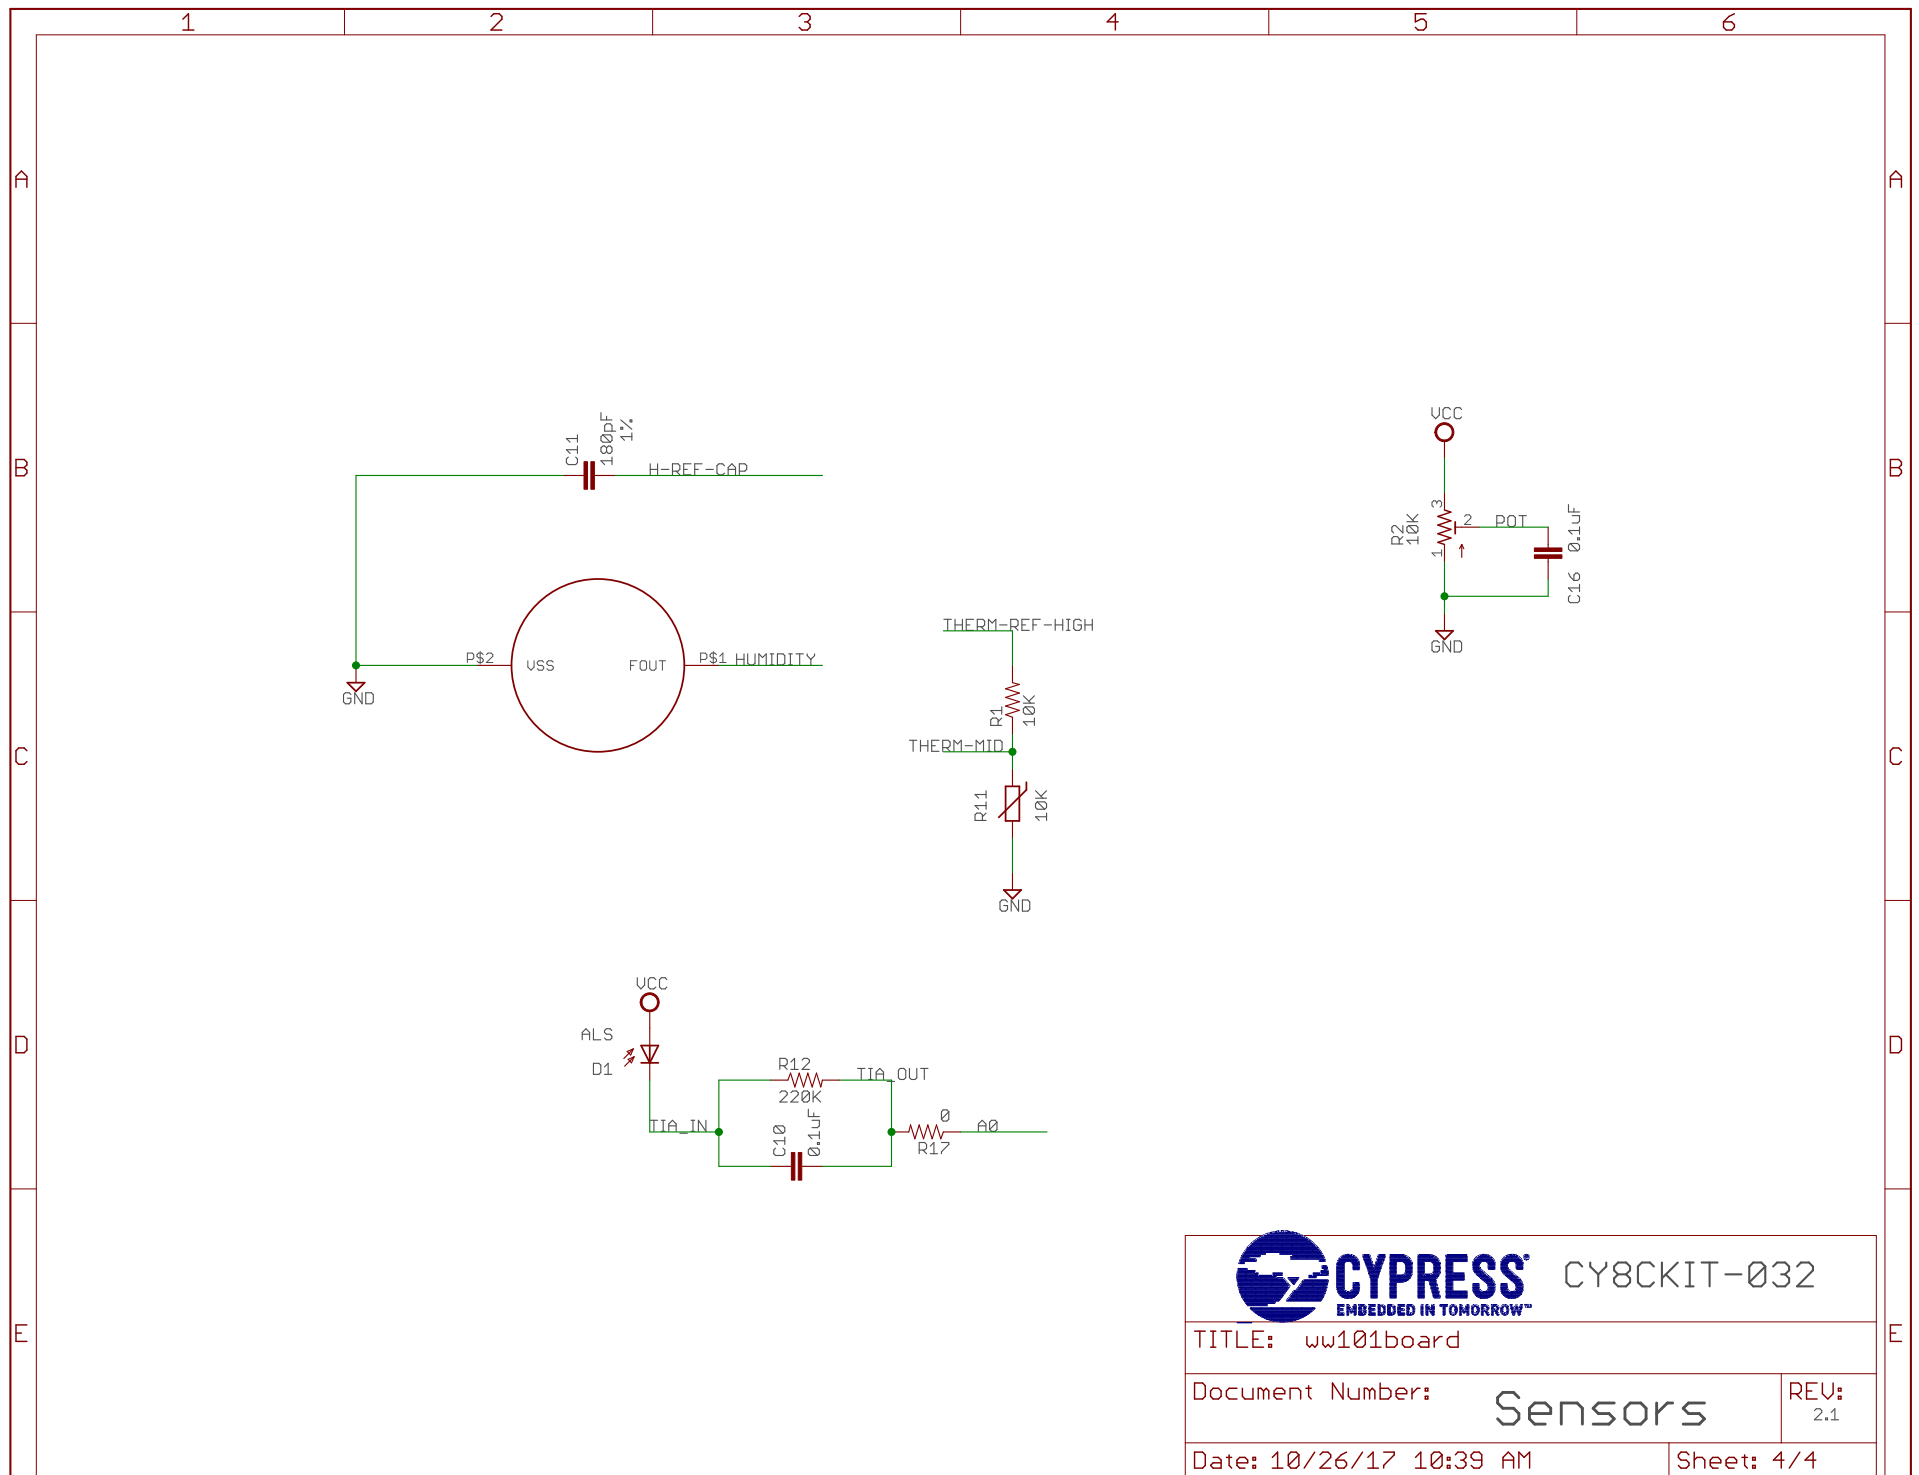 1 2 3 4 5 6
A A
VCC
C11 180pF 1%
B B
H-REF-CAP
R2 10K 3 2 1 POT
C16 0.1uF
THERM-REF-HIGH
GND
P$2 VSS FOUT P$1 HUMIDITY
GND
R1 10K
THERM-MID
C C
R11 10K
GND
VCC
ALS
D D
D1
R12
TIA_OUT
220K
TIA_IN
C10 0.1uF
0
A0
R17
CYPRESS®
EMBEDDED IN TOMORROW™
CY8CKIT-032
E E
TITLE: ww101board
Document Number:
Sensors
REV:
2.1
Date: 10/26/17 10:39 AM
Sheet: 4/4